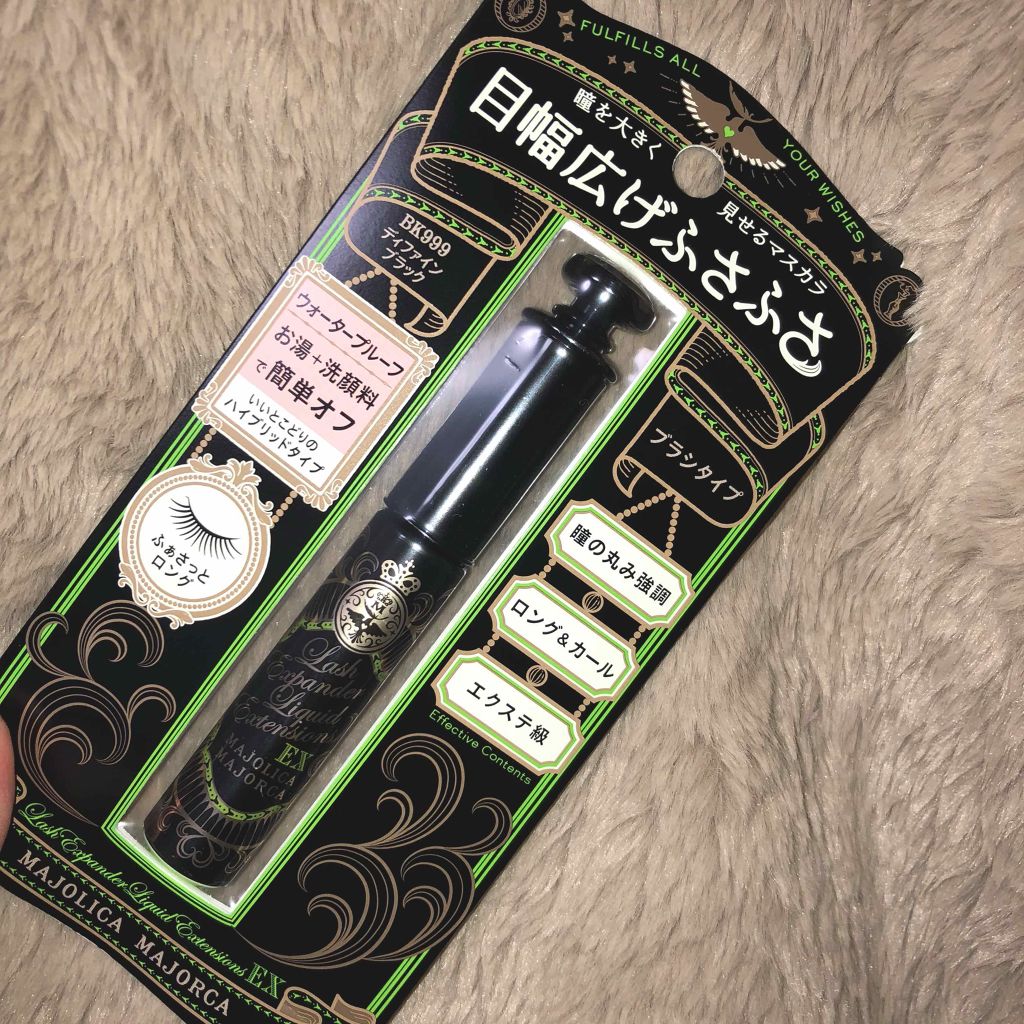 FULFILLS ALL
YOUR WISHES
瞳を大きく
見せるマスカラ
目幅広げふさふさ
BK999
ディファイン
ブラック
ウォータープルーフ
お湯+洗顔料
で簡単オフ
いいとこどりの
ハイブリッドタイプ
ふぁさっと
ロング
ブラシタイプ
瞳の丸み強調
ロング&カール
エクステ級
Effective Contents
M
Lash
Expander
Liquid
Extensions
EX
MAJOLICA
MAJORCA
Lash Expander Liquid Extensions EX
MAJOLICA MAJORCA